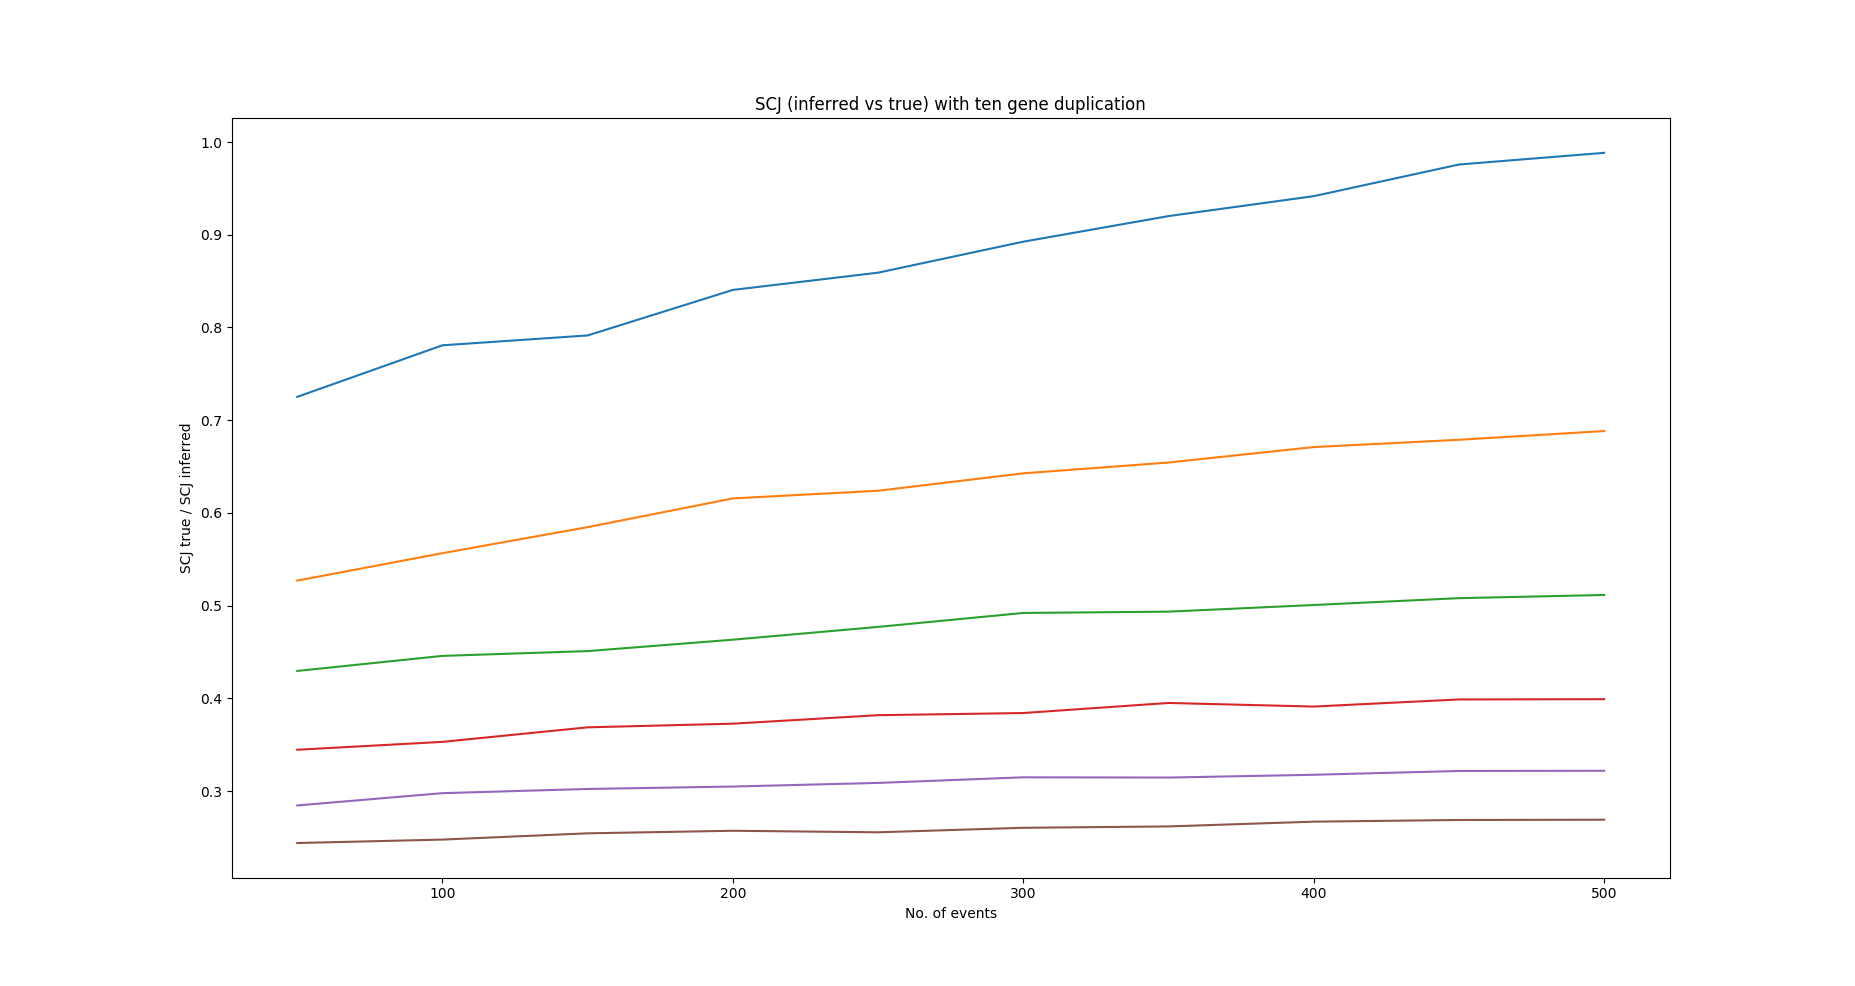 SCJ (inferred vs true) with ten gene duplication
1.0
0.9
0.8
0.7
0.6
0.5
0.4
0.3
SCJ true / SCJ inferred
100 200 300 400 500
No. of events